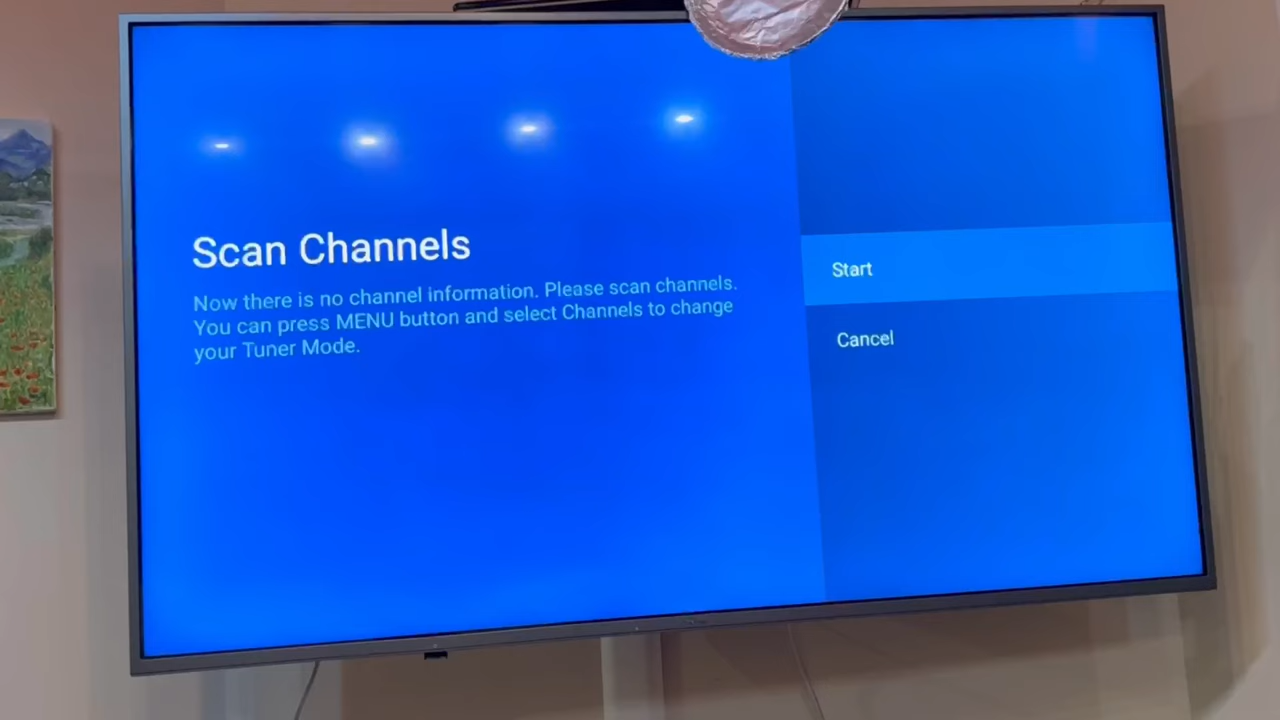 Scan Channels
Now there is no channel information. Please scan channels.
You can press MENU button and select Channels to change
your Tuner Mode.
Start
Cancel